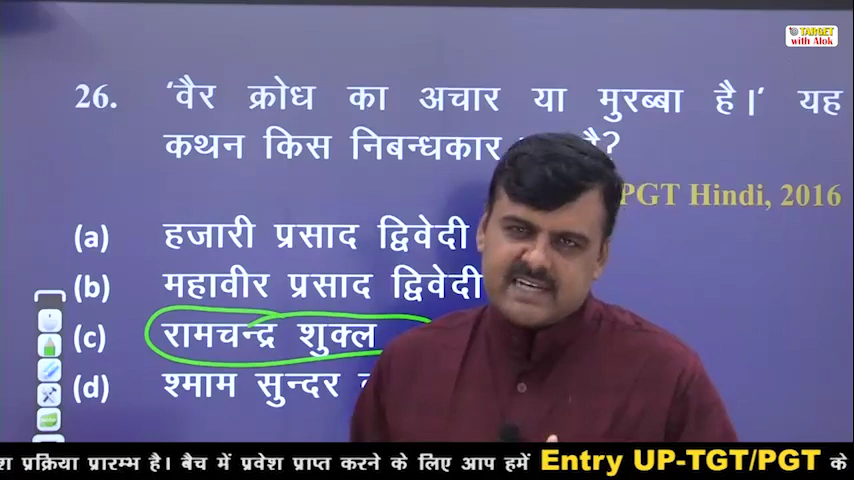 TARGET
with Alok
26. 'वैर क्रोध का अचार या मुरब्बा है।' यह
कथन किस निबन्धकार है?
PGT Hindi, 2016
(a) हजारी प्रसाद द्विवेदी
(b) महावीर प्रसाद द्विवेदी
(c) रामचन्द्र शुक्ल
(d) श्माम सुन्दर
प्रक्रिया प्रारम्भ है। बैच में प्रवेश प्राप्त करने के लिए आप हमें Entry UP-TGT/PGT के